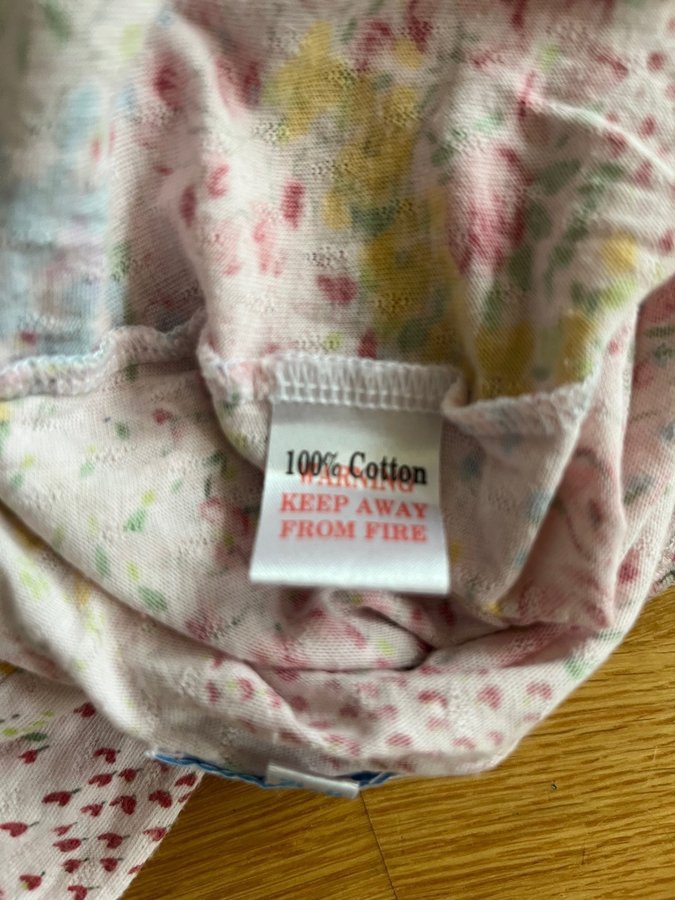 100% Cotton
WARNING
KEEP AWAY
FROM FIRE